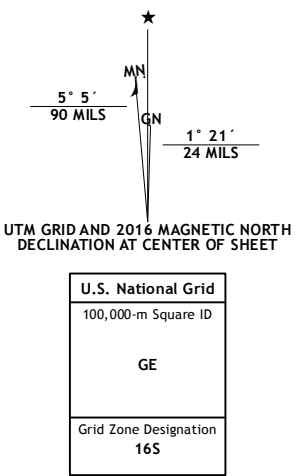 ★
MN
GN
5° 5´
90 MILS
1° 21´
24 MILS
UTM GRID AND 2016 MAGNETIC NORTH
DECLINATION AT CENTER OF SHEET
U.S. National Grid
100,000-m Square ID
GE
Grid Zone Designation
16S